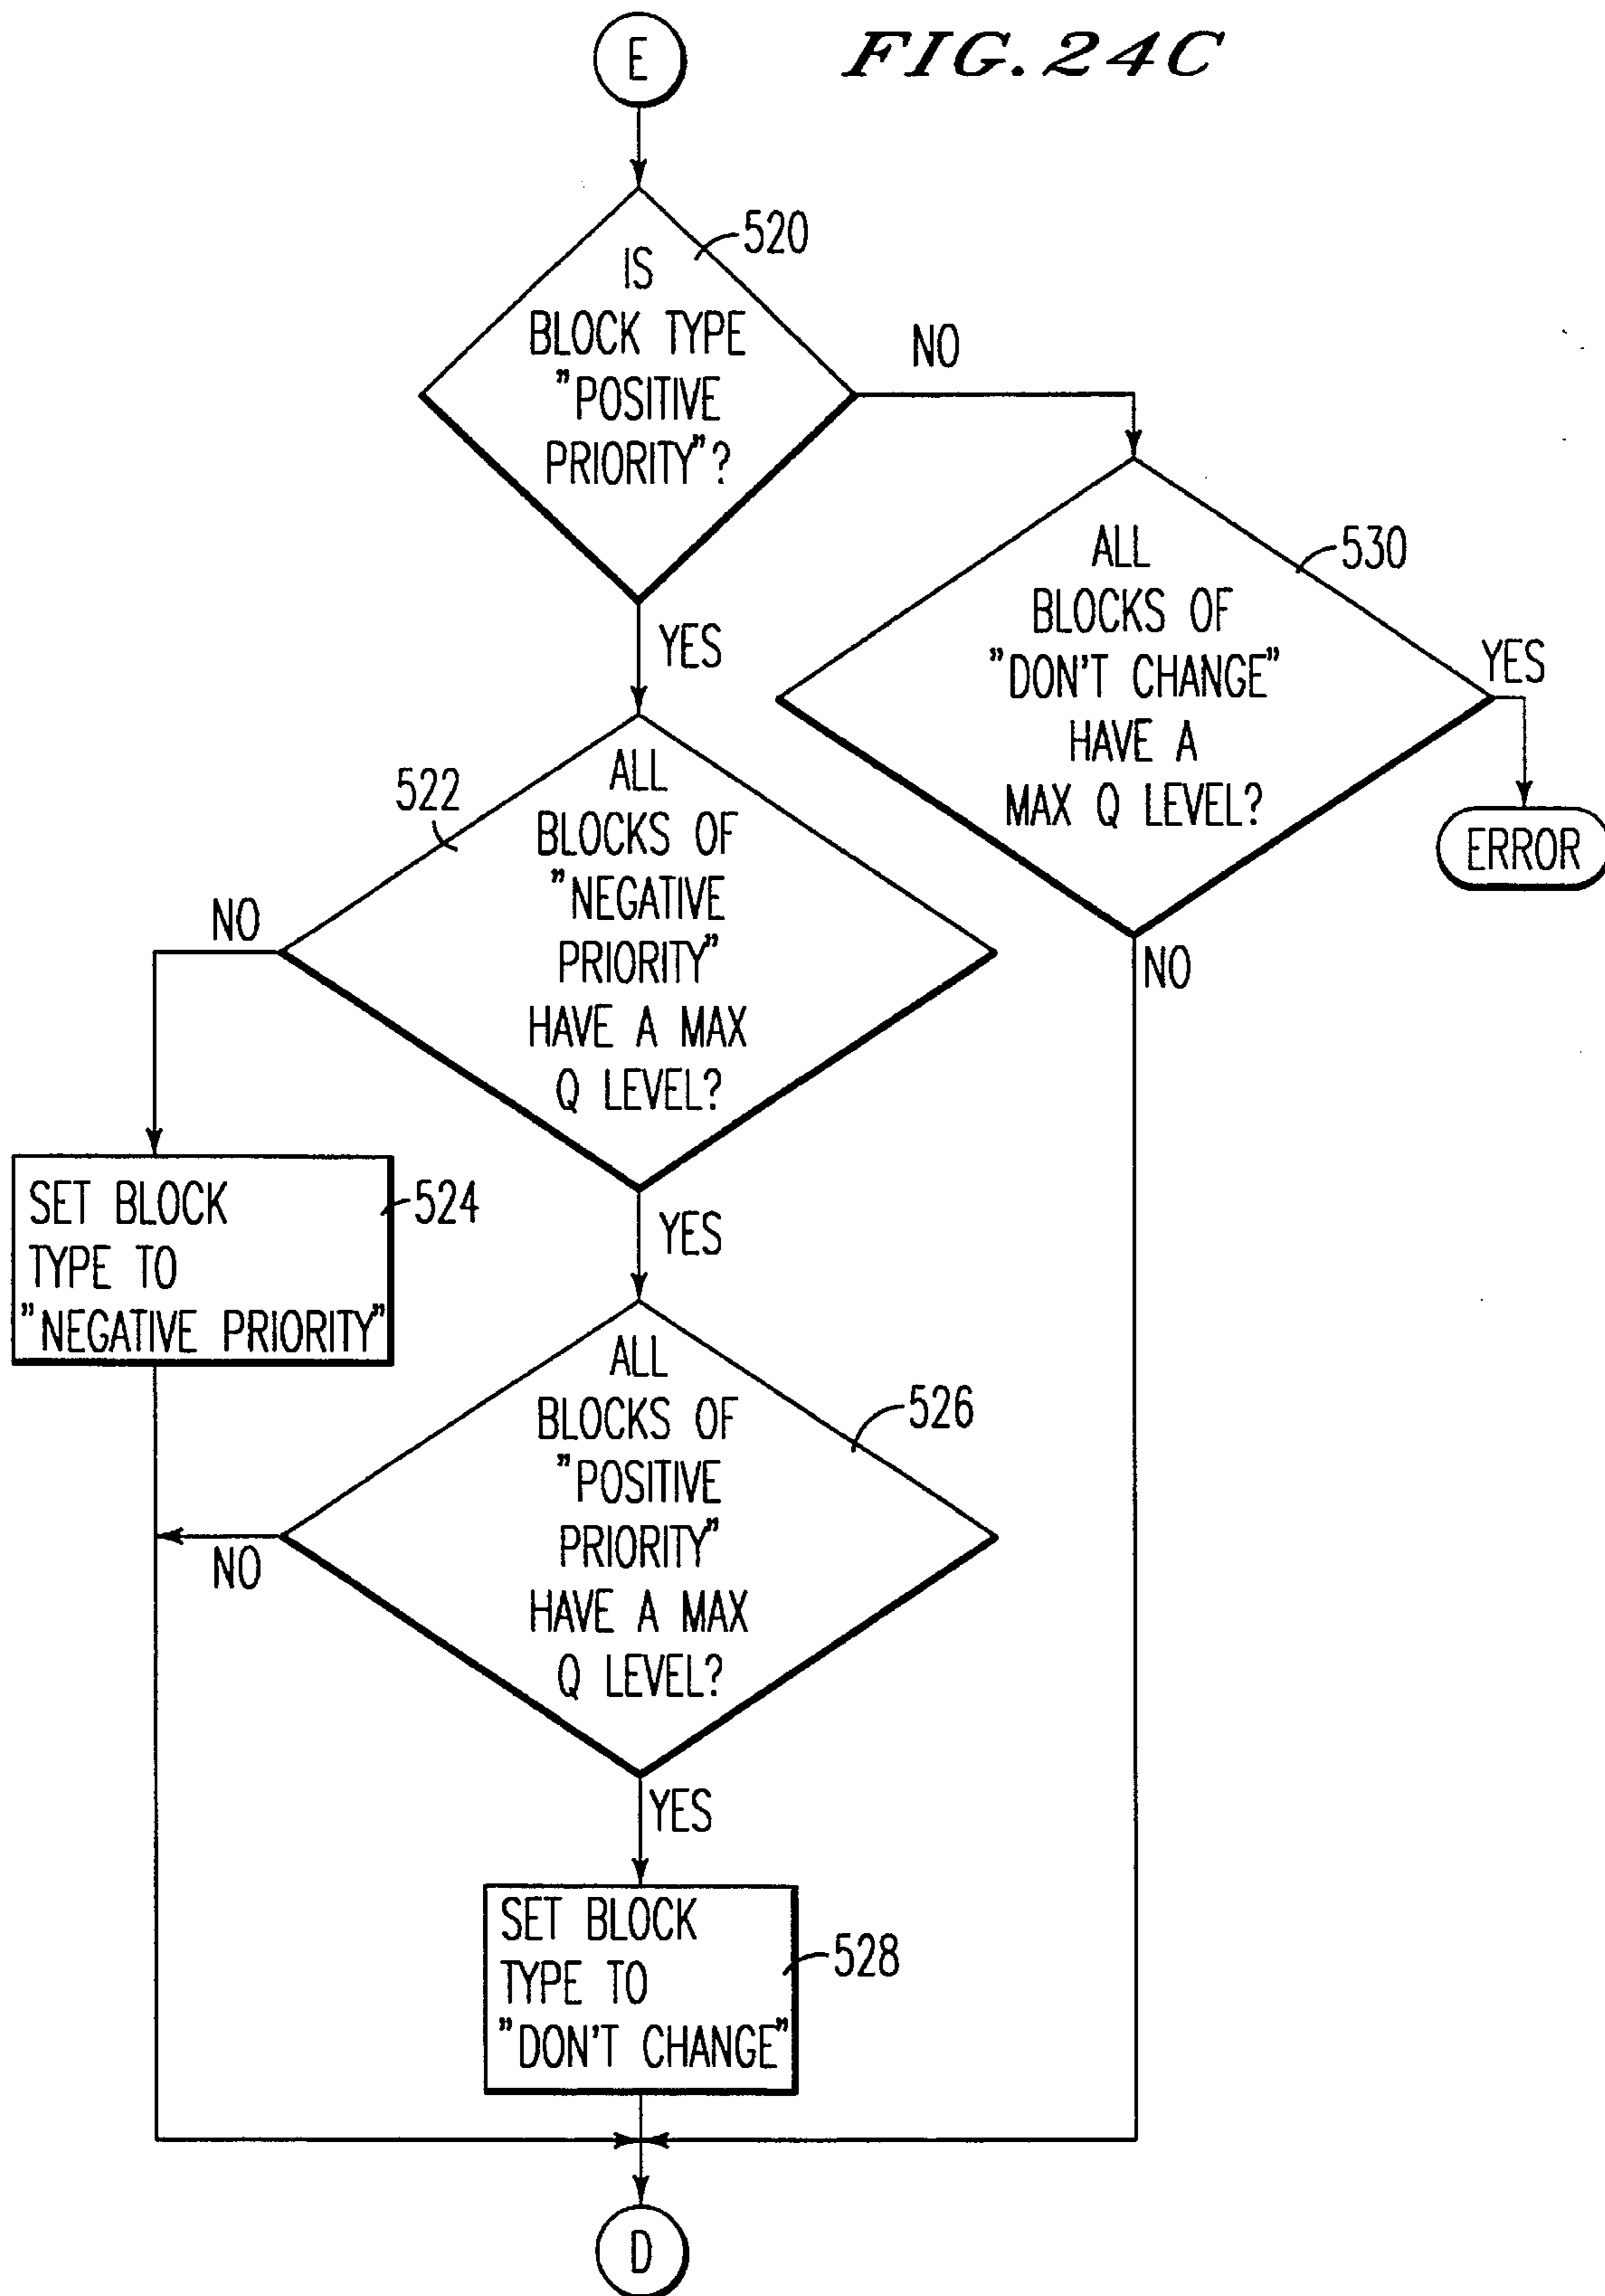 E
FIG. 24C
520
IS
BLOCK TYPE
"POSITIVE
PRIORITY"?
NO
YES
ALL
BLOCKS OF
"DON'T CHANGE"
HAVE A
MAX Q LEVEL?
530
YES
ERROR
NO
522
ALL
BLOCKS OF
"NEGATIVE
PRIORITY"
HAVE A MAX
Q LEVEL?
NO
YES
SET BLOCK
TYPE TO
"NEGATIVE PRIORITY"
524
ALL
BLOCKS OF
"POSITIVE
PRIORITY"
HAVE A MAX
Q LEVEL?
526
NO
YES
SET BLOCK
TYPE TO
"DON'T CHANGE"
528
D